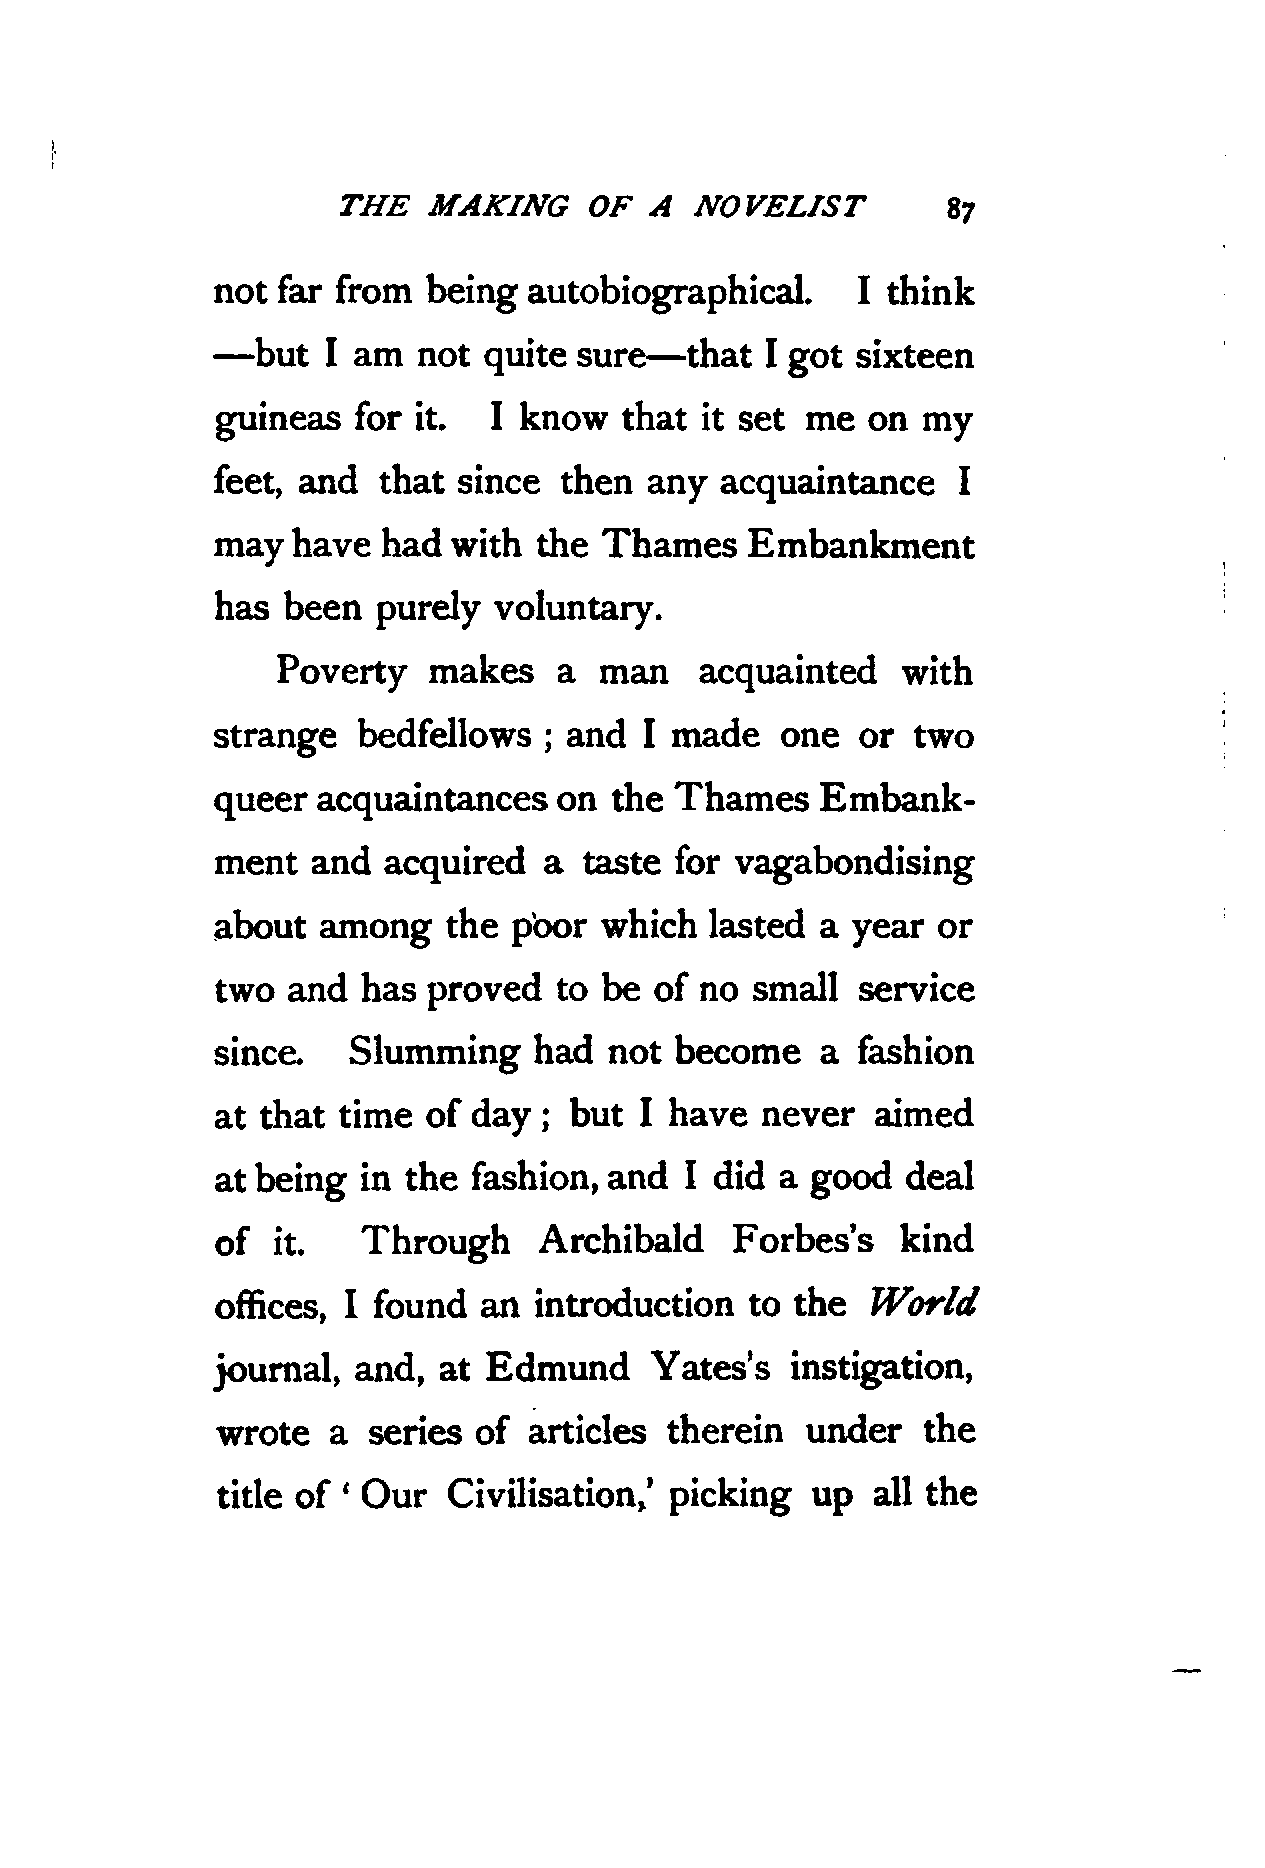 THE MAKING OF A NOVELIST 87
not far from being autobiographical. I think
—but I am not quite sure—that I got sixteen
guineas for it. I know that it set me on my
feet, and that since then any acquaintance I
may have had with the Thames Embankment
has been purely voluntary.
Poverty makes a man acquainted with
strange bedfellows ; and I made one or two
queer acquaintances on the Thames Embank-
ment and acquired a taste for vagabondising
about among the poor which lasted a year or
two and has proved to be of no small service
since. Slumming had not become a fashion
at that time of day ; but I have never aimed
at being in the fashion, and I did a good deal
of it. Through Archibald Forbes's kind
offices, I found an introduction to the World
journal, and, at Edmund Yates's instigation,
wrote a series of articles therein under the
title of ‘ Our Civilisation,’ picking up all the